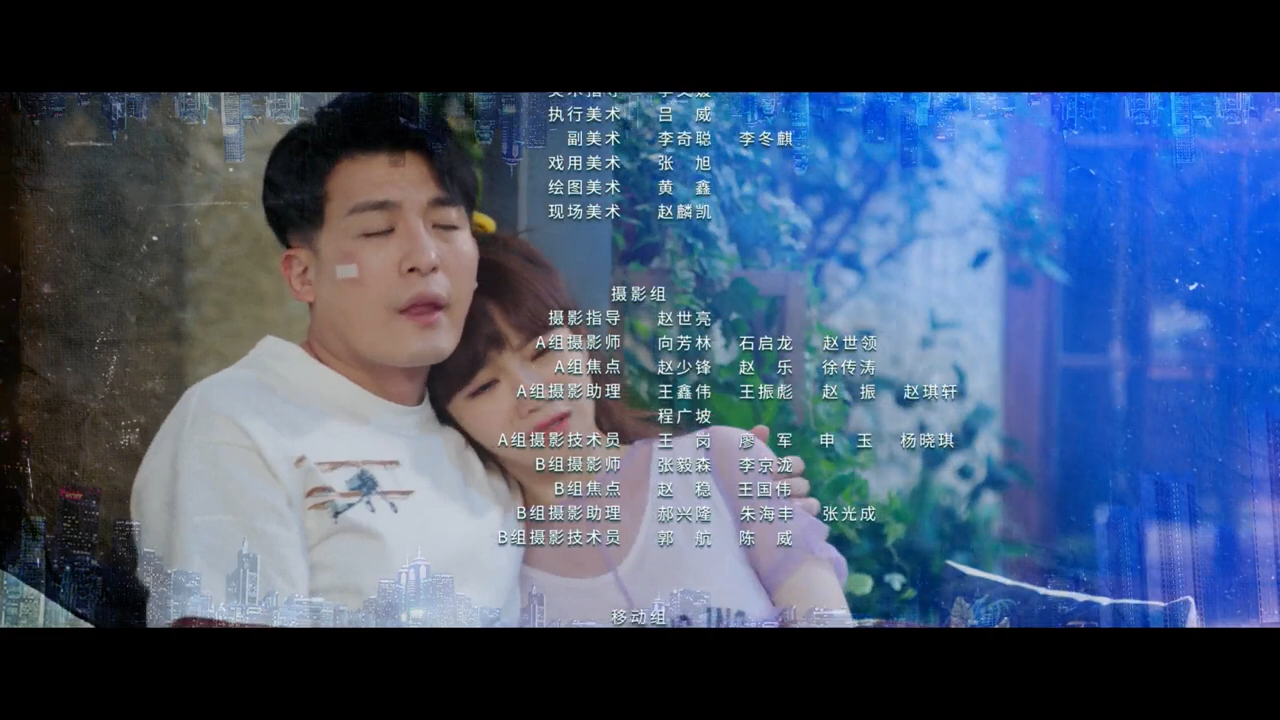 执行美术 吕 威
副美术 李奇聪 李冬麒
戏用美术 张 旭
绘图美术 黄 鑫
现场美术 赵麟凯
摄影组
摄影指导 赵世亮
A组摄影师 向芳林 石启龙 赵世领
A组焦点 赵少锋 赵 乐 徐传涛
A组摄影助理 王鑫伟 王振彪 赵 振 赵琪轩
程广坡
A组摄影技术员 王 岗 廖 军 申 玉 杨晓琪
B组摄影师 张毅森 李京泷
B组焦点 赵 稳 王国伟
B组摄影助理 郝兴隆 朱海丰 张光成
B组摄影技术员 郭 航 陈 威
移动组